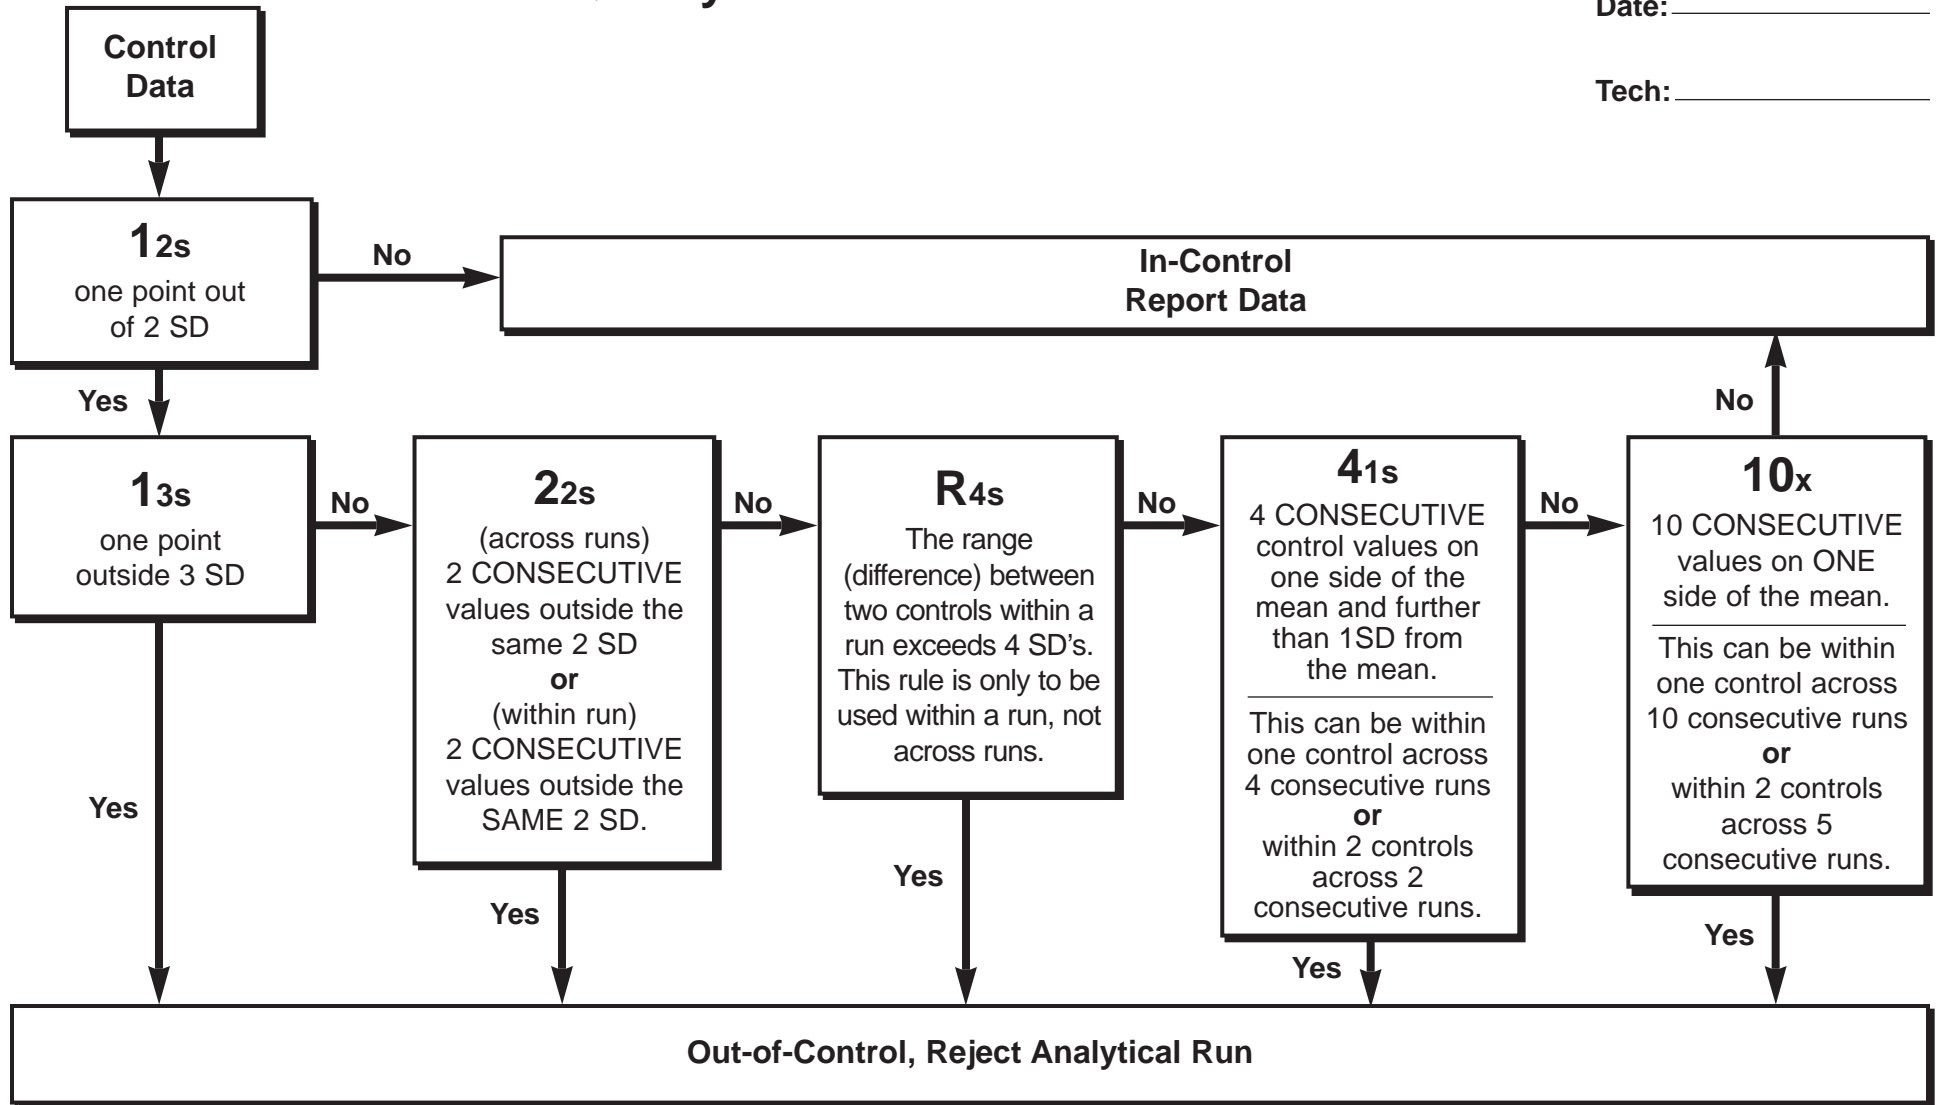 Date:
Control
Data
Tech:
12s
one point out
of 2 SD
No
In-Control
Report Data
Yes
No
13s
one point
outside 3 SD
No
22s
(across runs)
2 CONSECUTIVE
values outside the
same 2 SD
or
(within run)
2 CONSECUTIVE
values outside the
SAME 2 SD.
No
R4s
The range
(difference) between
two controls within a
run exceeds 4 SD's.
This rule is only to be
used within a run, not
across runs.
No
41s
4 CONSECUTIVE
control values on
one side of the
mean and further
than 1SD from
the mean.
This can be within
one control across
4 consecutive runs
or
within 2 controls
across 2
consecutive runs.
No
10x
10 CONSECUTIVE
values on ONE
side of the mean.
This can be within
one control across
10 consecutive runs
or
within 2 controls
across 5
consecutive runs.
Yes
Yes
Yes
Yes
Yes
Out-of-Control, Reject Analytical Run